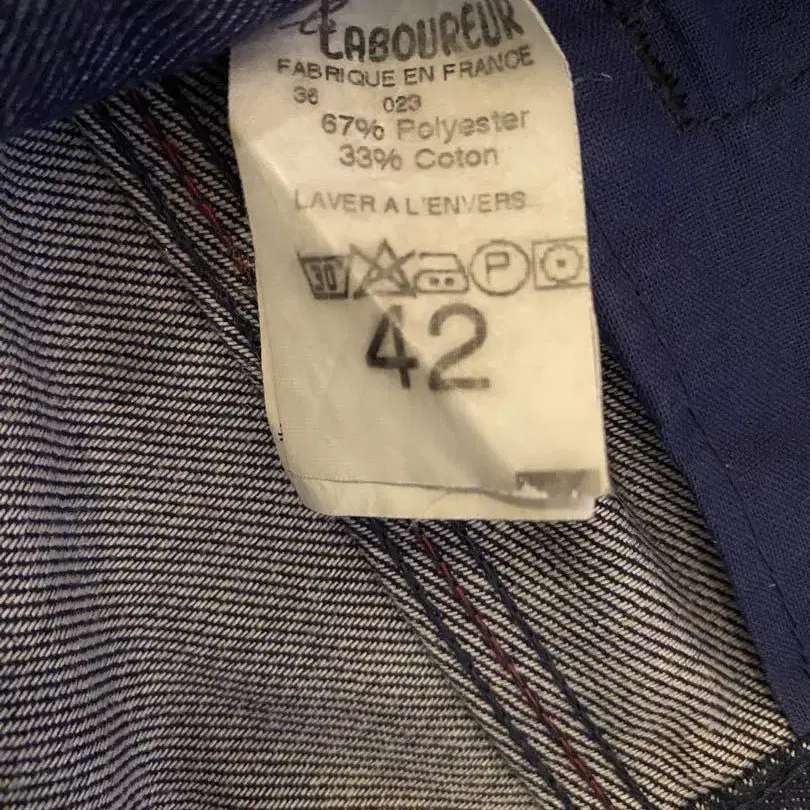 Laboureur
FABRIQUE EN FRANCE
36 023
67% Polyester
33% Coton
LAVER A L'ENVERS
30 P
42